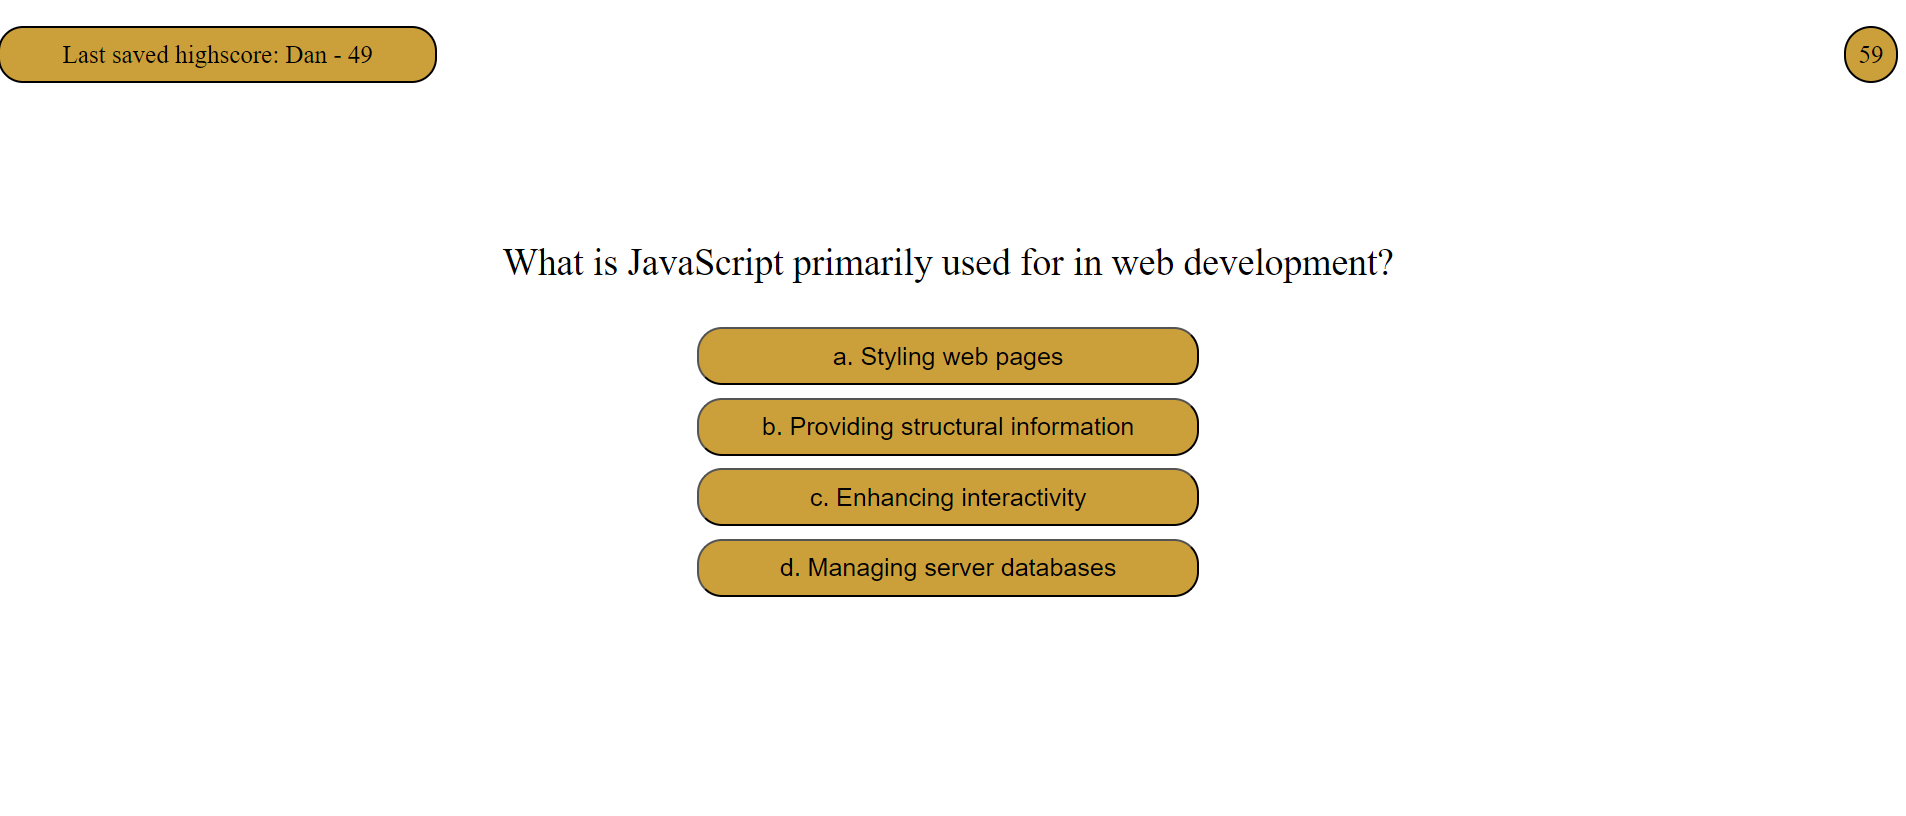 Last saved highscore: Dan - 49
59
What is JavaScript primarily used for in web development?
a. Styling web pages
b. Providing structural information
c. Enhancing interactivity
d. Managing server databases